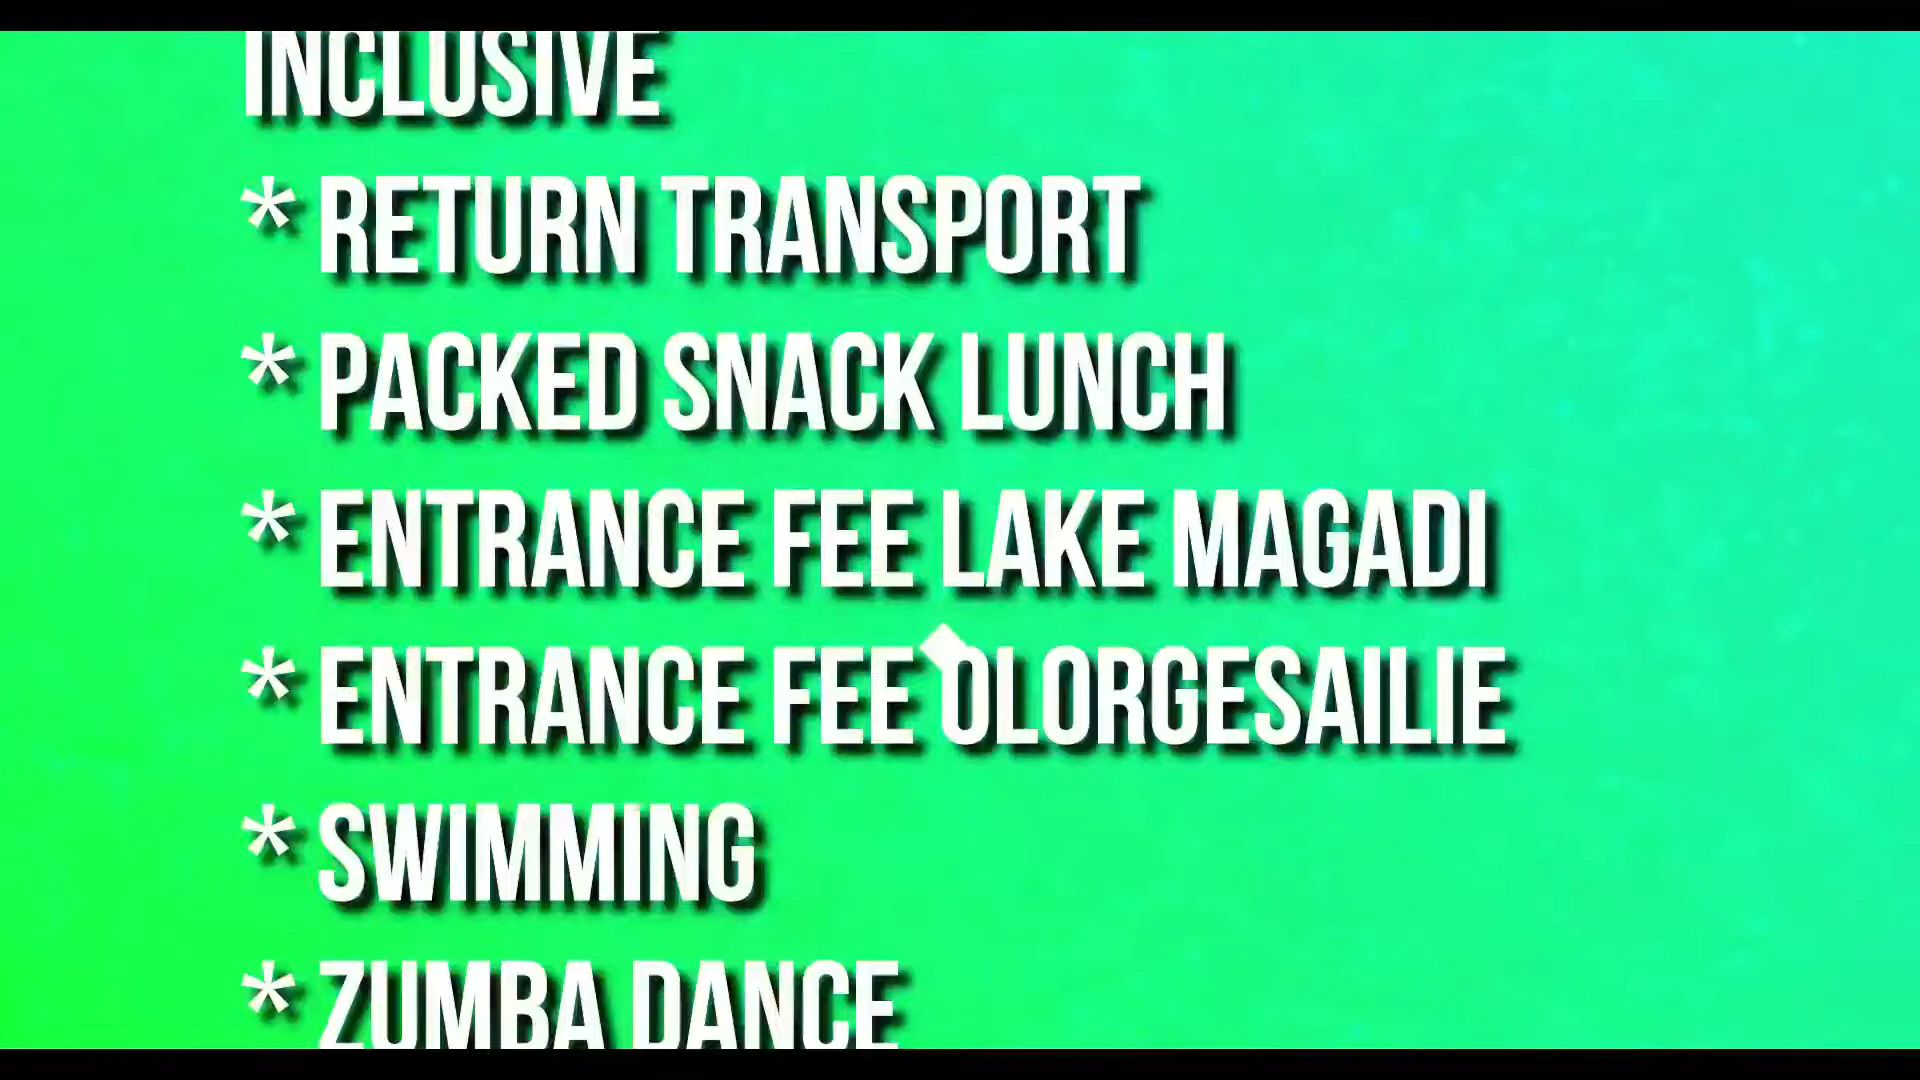 INCLUSIVE
* RETURN TRANSPORT
* PACKED SNACK LUNCH
* ENTRANCE FEE LAKE MAGADI
* ENTRANCE FEE OLORGESAILIE
* SWIMMING
* ZUMBA DANCE